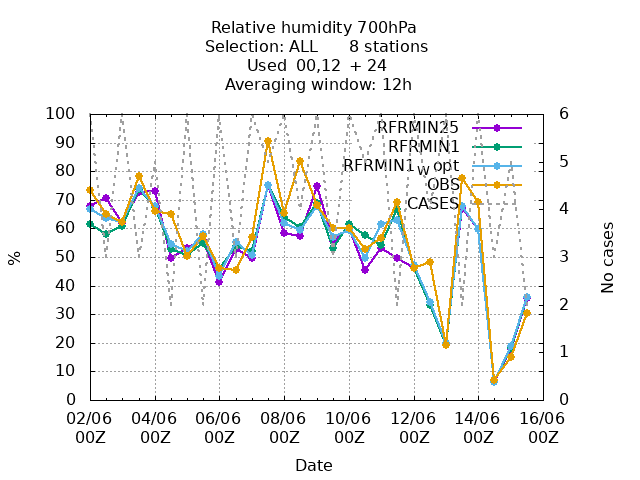 Relative humidity 700hPa
Selection: ALL 8 stations
Used 00,12 + 24
Averaging window: 12h
RFRMIN25
RFRMIN1
RFRMIN1w opt
OBS
CASES
100
90
80
70
60
50
40
30
20
10
0
%
6
5
4
3
2
1
0
No cases
02/06 04/06 06/06 08/06 10/06 12/06 14/06 16/06
00Z 00Z 00Z 00Z 00Z 00Z 00Z 00Z
Date